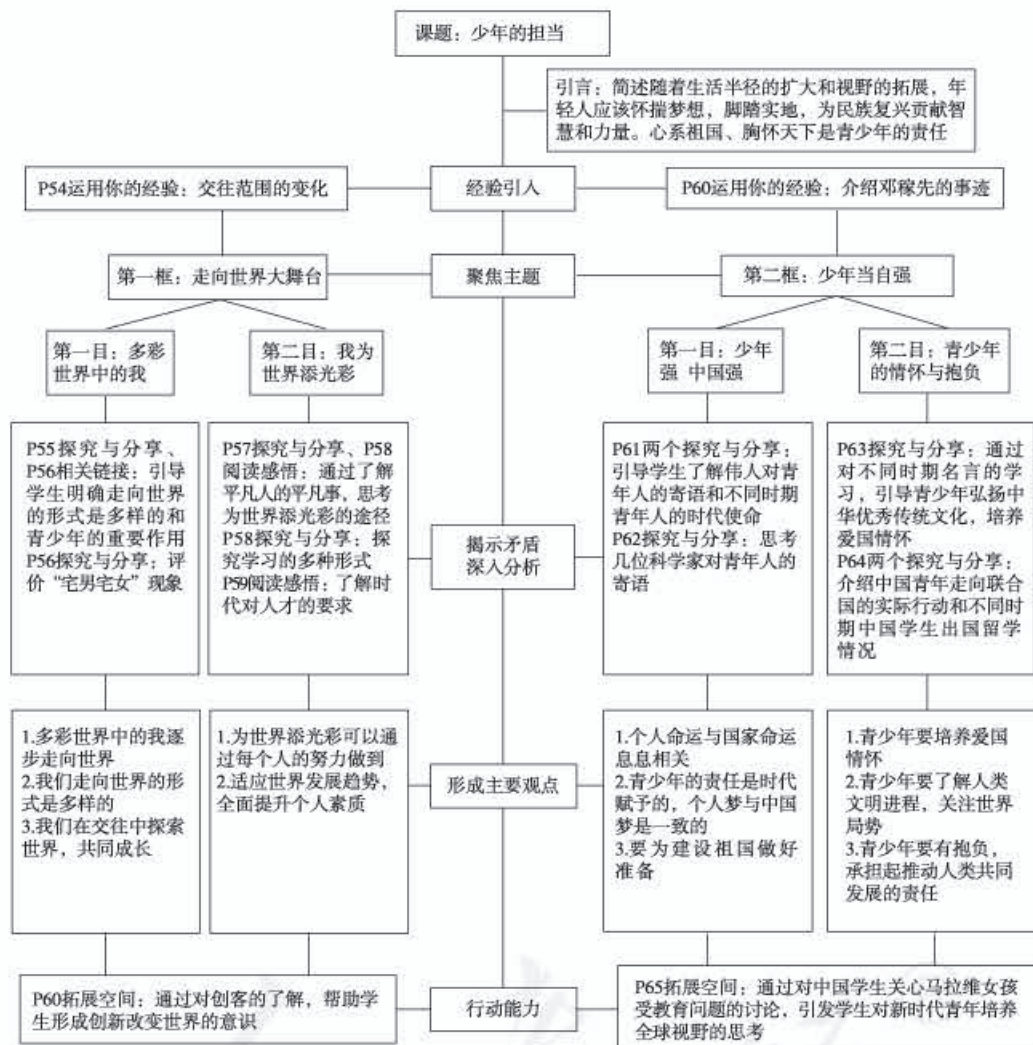 课题：少年的担当
引言：简述随着生活半径的扩大和视野的拓展，年
轻人应该怀揣梦想，脚踏实地，为民族复兴贡献智
慧和力量。心系祖国、胸怀天下是青少年的责任
P54运用你的经验：交往范围的变化
经验引入
P60运用你的经验：介绍邓稼先的事迹
第一框：走向世界大舞台
聚焦主题
第二框：少年当自强
第一目：多彩
世界中的我
第二目：我为
世界添光彩
第一目：少年
强 中国强
第二目：青少年
的情怀与抱负
P55探究与分享、
P56相关链接：引导
学生明确走向世界
的形式是多样的和
青少年的重要作用
P56探究与分享：评
价“宅男宅女”现象
P57探究与分享、P58
阅读感悟：通过了解
平凡人的平凡事，思考
为世界添光彩的途径
P58探究与分享：探
究学习的多种形式
P59阅读感悟：了解时
代对人才的要求
揭示矛盾
深入分析
P61两个探究与分享：
引导学生了解伟人对青
年人的寄语和不同时期
青年人的时代使命
P62探究与分享：思考
几位科学家对青年人的
寄语
P63探究与分享：通过
对不同时期名言的学
习，引导青少年弘扬中
华优秀传统文化，培养
爱国情怀
P64两个探究与分享：
介绍中国青年走向联合
国的实际行动和不同时
期中国学生出国留学
情况
1.多彩世界中的我逐
步走向世界
2.我们走向世界的形
式是多样的
3.我们在交往中探索
世界，共同成长
1.为世界添光彩可以通
过每个人的努力做到
2.适应世界发展趋势，
全面提升个人素质
形成主要观点
1.个人命运与国家命运
息息相关
2.青少年的责任是时代
赋予的，个人梦与中国
梦是一致的
3.要为建设祖国做好
准备
1.青少年要培养爱国
情怀
2.青少年要了解人类
文明进程，关注世界
局势
3.青少年要有抱负，
承担起推动人类共同
发展的责任
P60拓展空间：通过对创客的了解，帮助学
生形成创新改变世界的意识
行动能力
P65拓展空间：通过对中国学生关心马拉维女孩
受教育问题的讨论，引发学生对新时代青年培养
全球视野的思考